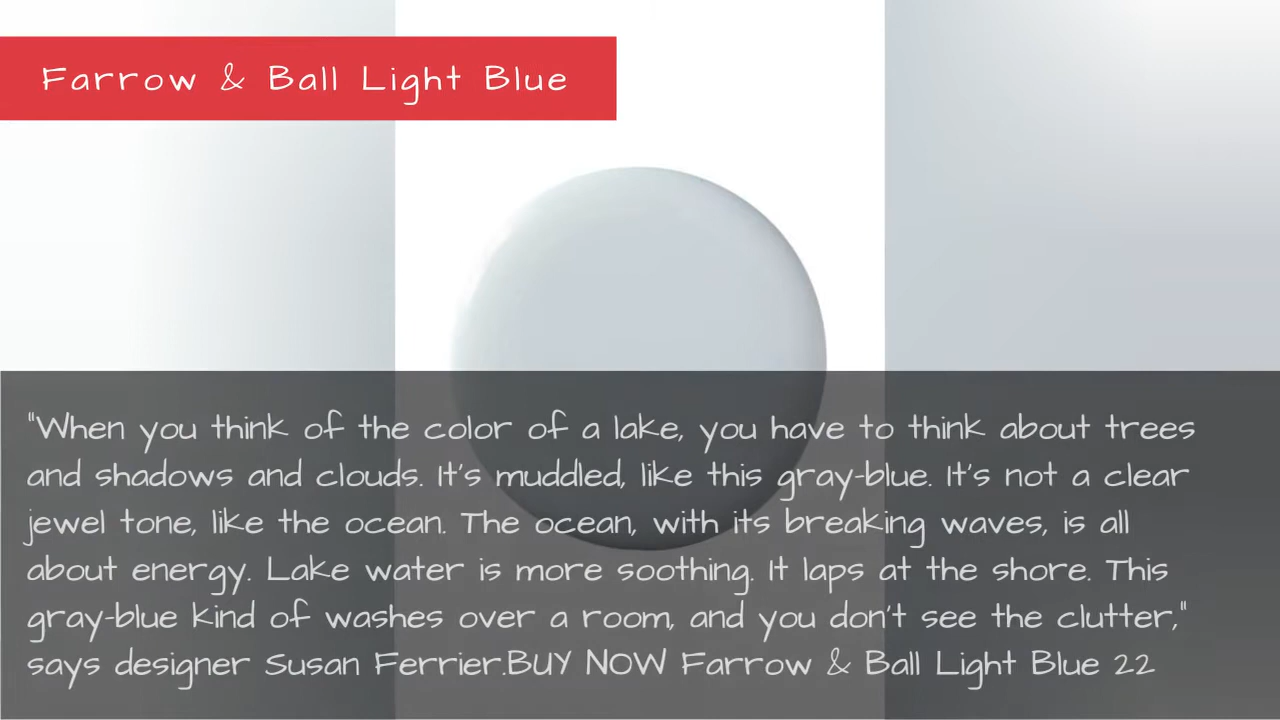 Farrow & Ball Light Blue
"When you think of the color of a lake, you have to think about trees
and shadows and clouds. It's muddled, like this gray-blue. It's not a clear
jewel tone, like the ocean. The ocean, with its breaking waves, is all
about energy. Lake water is more soothing. It laps at the shore. This
gray-blue kind of washes over a room, and you don't see the clutter,"
says designer Susan Ferrier.BUY NOW Farrow & Ball Light Blue 22